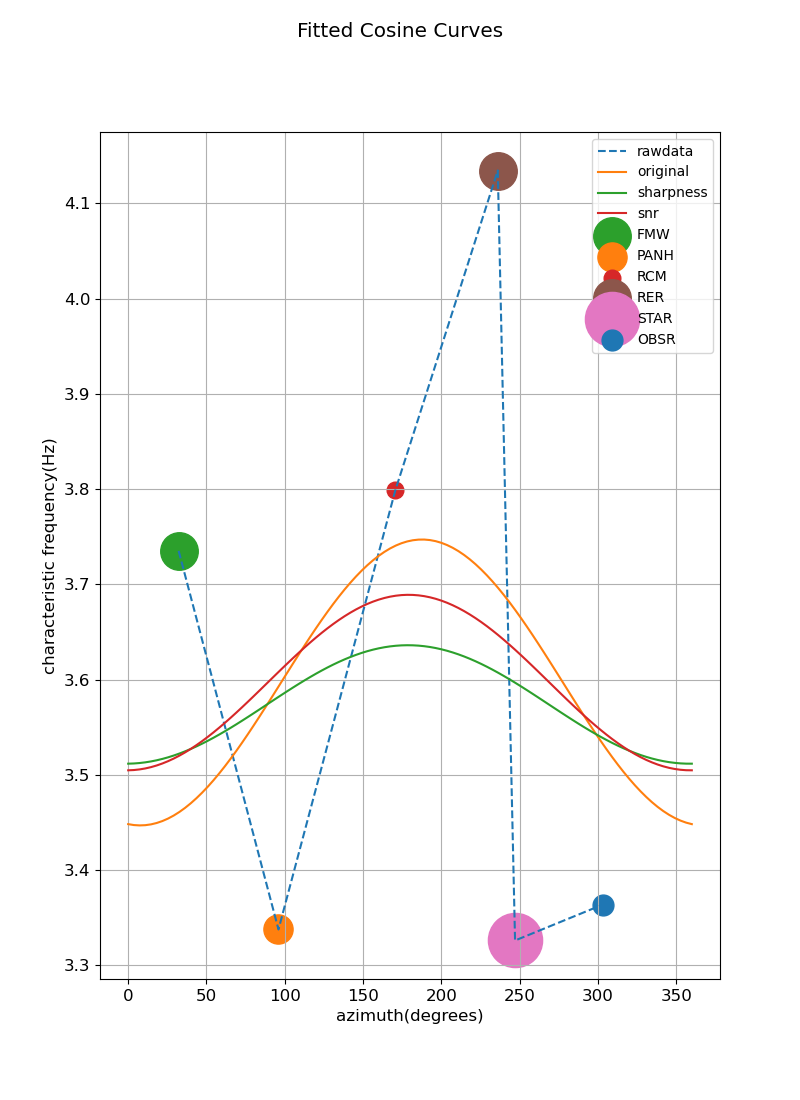 Fitted Cosine Curves
rawdata
original
sharpness
snr
FMW
PANH
RCM
RER
STAR
OBSR
4.1
4.0
3.9
3.8
3.7
3.6
3.5
3.4
3.3
characteristic frequency(Hz)
0 50 100 150 200 250 300 350
azimuth(degrees)